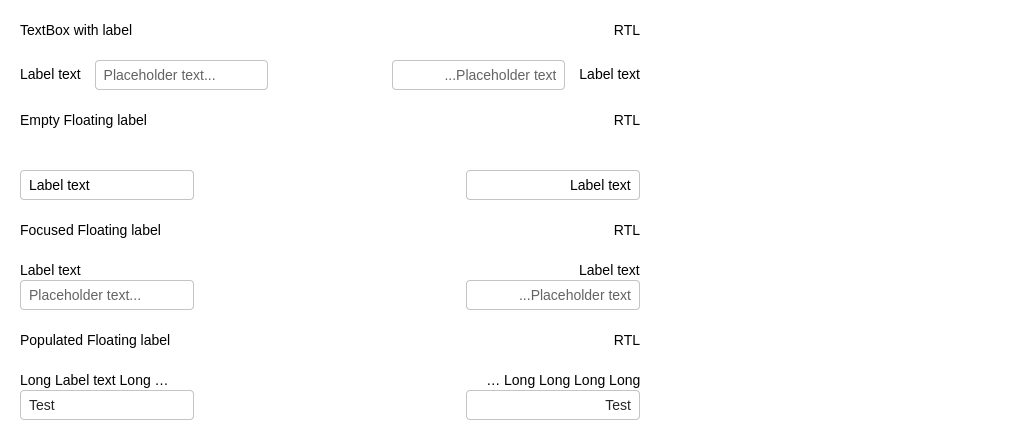 TextBox with label RTL
Label text Placeholder text... ...Placeholder text Label text
Empty Floating label RTL
Label text Label text
Focused Floating label RTL
Label text Label text
Placeholder text... ...Placeholder text
Populated Floating label RTL
Long Label text Long … … Long Long Long Long
Test Test